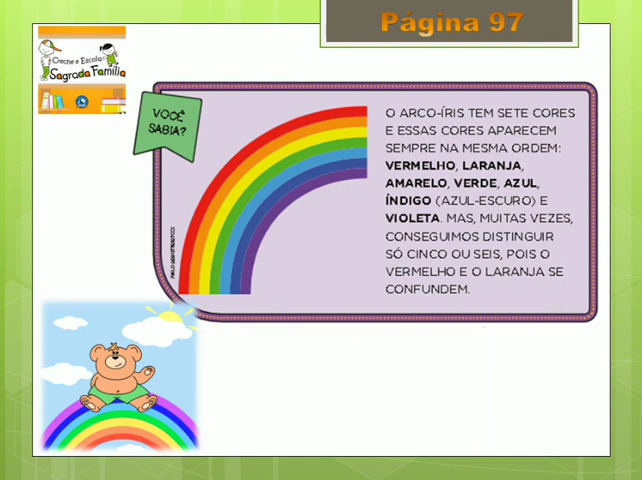 Página 97
Creche e Escola
Sagrada Família
VOCÊ
SABIA?
O ARCO-ÍRIS TEM SETE CORES
E ESSAS CORES APARECEM
SEMPRE NA MESMA ORDEM:
VERMELHO, LARANJA,
AMARELO, VERDE, AZUL,
ÍNDIGO (AZUL-ESCURO) E
VIOLETA. MAS, MUITAS VEZES,
CONSEGUIMOS DISTINGUIR
SÓ CINCO OU SEIS, POIS O
VERMELHO E O LARANJA SE
CONFUNDEM.